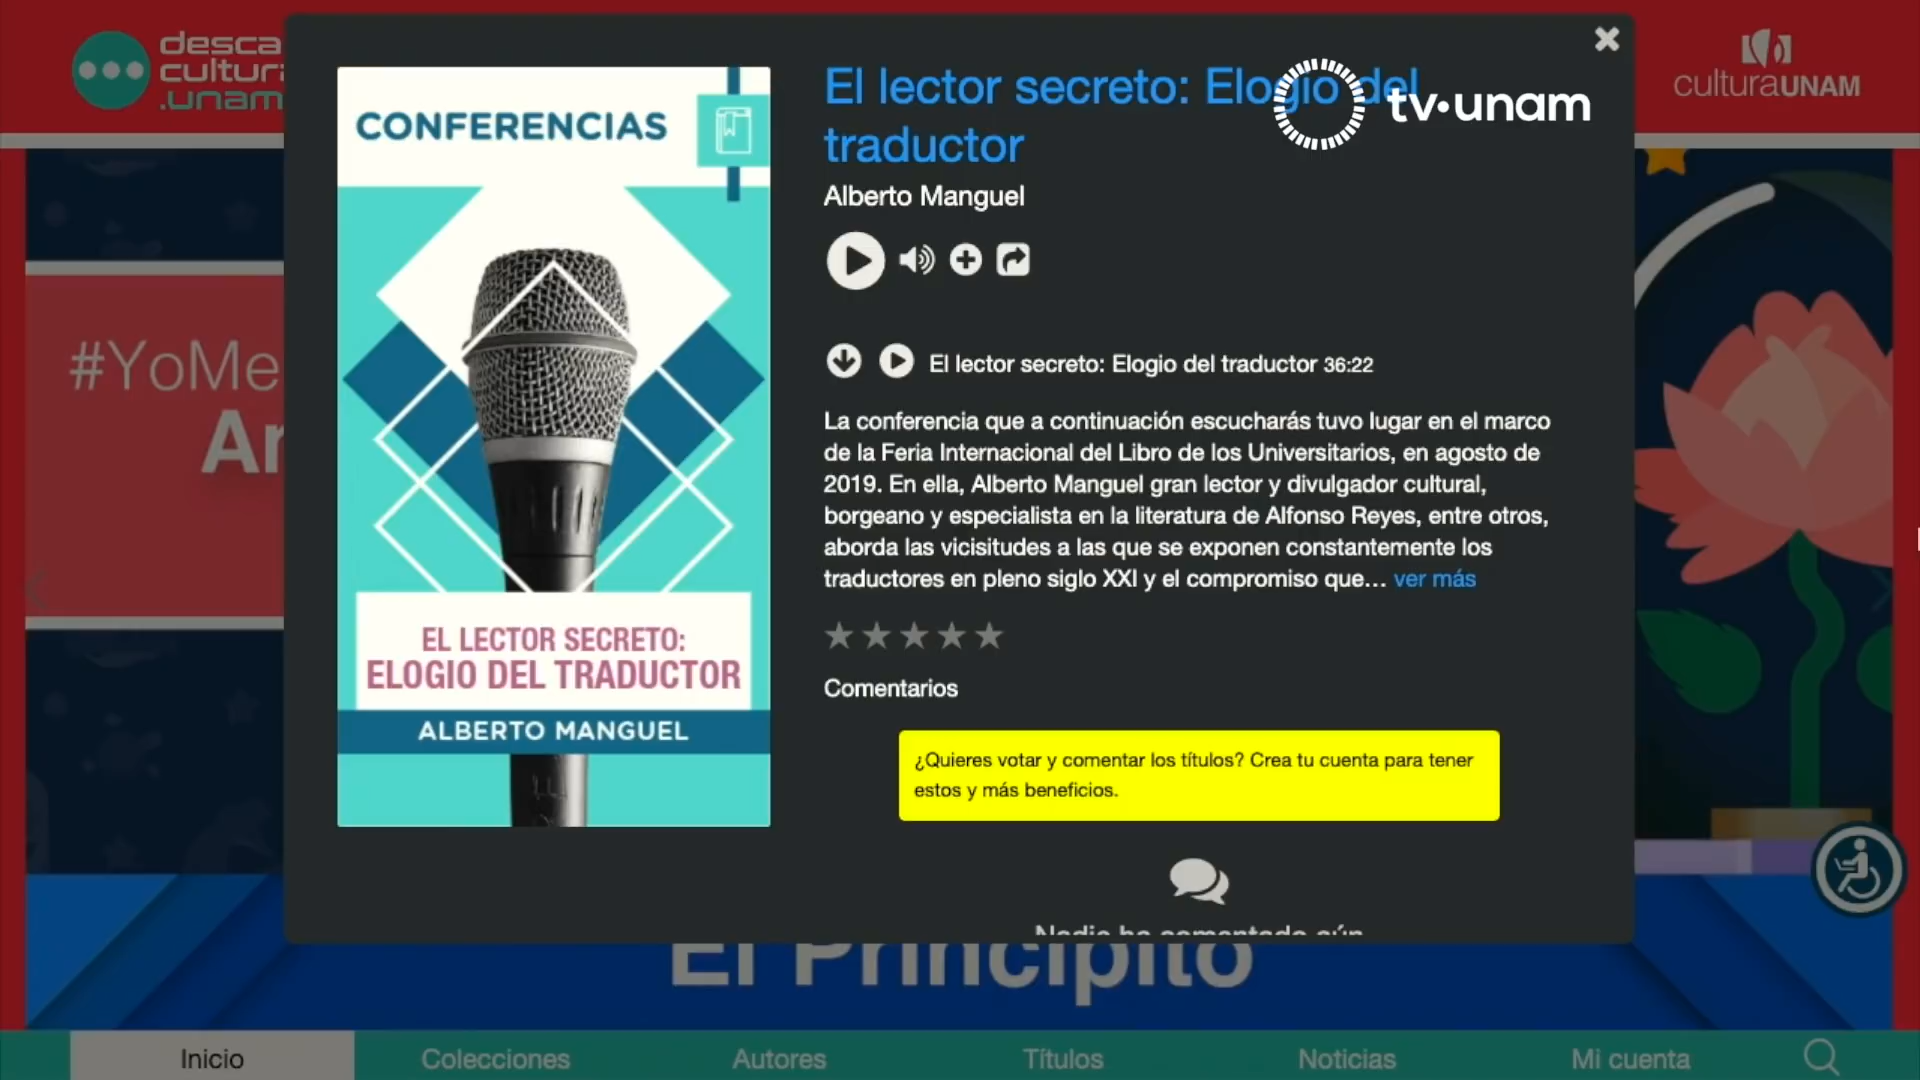 desca
cultura
.unam
culturaUNAM
tv·unam
CONFERENCIAS
EL LECTOR SECRETO:
ELOGIO DEL TRADUCTOR
ALBERTO MANGUEL
El lector secreto: Elogio del
traductor
Alberto Manguel
El lector secreto: Elogio del traductor 36:22
La conferencia que a continuación escucharás tuvo lugar en el marco
de la Feria Internacional del Libro de los Universitarios, en agosto de
2019. En ella, Alberto Manguel gran lector y divulgador cultural,
borgeano y especialista en la literatura de Alfonso Reyes, entre otros,
aborda las vicisitudes a las que se exponen constantemente los
traductores en pleno siglo XXI y el compromiso que... ver más
Comentarios
¿Quieres votar y comentar los títulos? Crea tu cuenta para tener
estos y más beneficios.
Nadie ha comentado aún
#YoMe
Ar
El Principito
Inicio
Colecciones
Autores
Títulos
Noticias
Mi cuenta